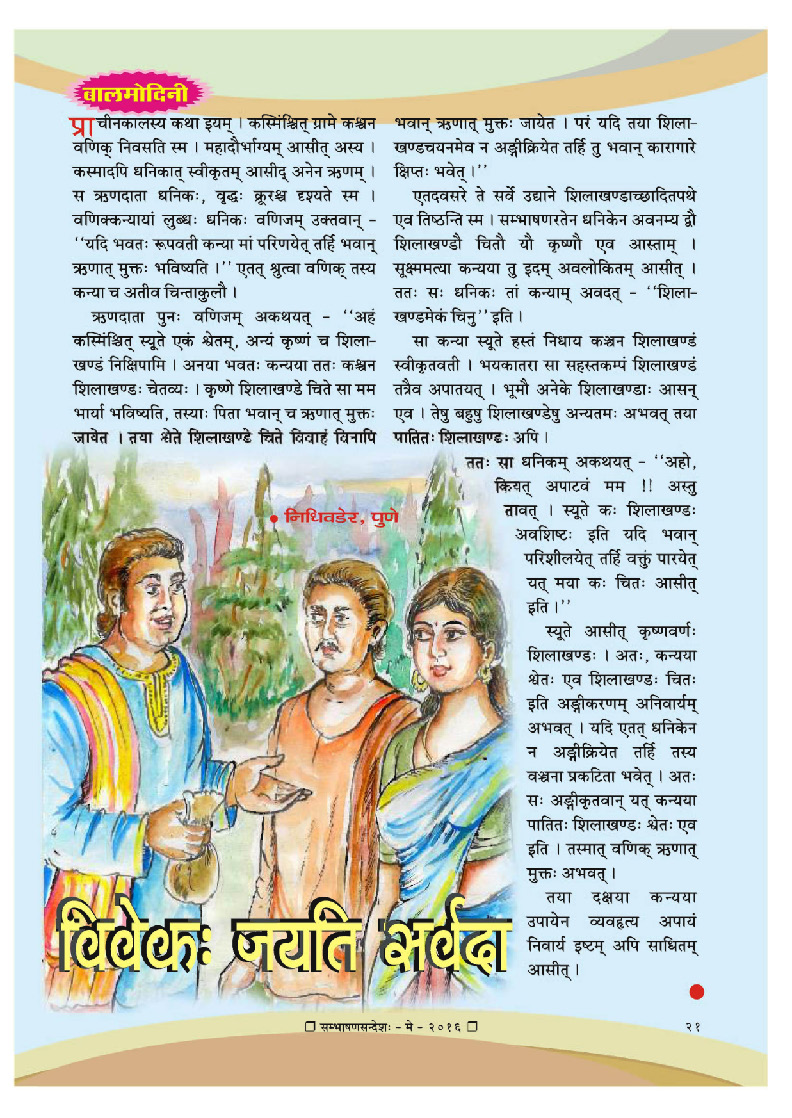 बालमोदिनी
प्राचीनकालस्य कथा इयम् । कस्मिंश्चित् ग्रामे कश्चन
वणिक् निवसति स्म । महादौर्भाग्यम् आसीत् अस्य ।
कस्मादपि धनिकात् स्वीकृतम् आसीद् अनेन ऋणम् ।
स ऋणदाता धनिकः, वृद्धः क्रूरश्च दृश्यते स्म ।
वणिक्कन्यायां लुब्धः धनिकः वणिजम् उक्तवान् -
‘‘यदि भवतः रूपवती कन्या मां परिणयेत् तर्हि भवान्
ऋणात् मुक्तः भविष्यति ।’’ एतत् श्रुत्वा वणिक् तस्य
कन्या च अतीव चिन्ताकुलौ ।
ऋणदाता पुनः वणिजम् अकथयत् - ‘‘अहं
कस्मिंश्चित् स्यूते एकं श्वेतम्, अन्यं कृष्णं च शिला-
खण्डं निक्षिपामि । अनया भवतः कन्यया ततः कश्चन
शिलाखण्डः चेतव्यः । कृष्णे शिलाखण्डे चिते सा मम
भार्या भविष्यति, तस्याः पिता भवान् च ऋणात् मुक्तः
जायेत । तया श्वेते शिलाखण्डे चिते विवाहं विनापि
भवान् ऋणात् मुक्तः जायेत । परं यदि तया शिला-
खण्डचयनमेव न अङ्गीक्रियेत तर्हि तु भवान् कारागारे
क्षिप्तः भवेत् ।’’
एतदवसरे ते सर्वे उद्याने शिलाखण्डाच्छादितपथे
एव तिष्ठन्ति स्म । सम्भाषणरतेन धनिकेन अवनम्य द्वौ
शिलाखण्डौ चितौ यौ कृष्णौ एव आस्ताम् ।
सूक्ष्ममत्या कन्यया तु इदम् अवलोकितम् आसीत् ।
ततः सः धनिकः तां कन्याम् अवदत् - ‘‘शिला-
खण्डमेकं चिनु’’ इति ।
सा कन्या स्यूते हस्तं निधाय कञ्चन शिलाखण्डं
स्वीकृतवती । भयकातरा सा सहस्तकम्पं शिलाखण्डं
तत्रैव अपातयत् । भूमौ अनेके शिलाखण्डाः आसन्
एव । तेषु बहुषु शिलाखण्डेषु अन्यतमः अभवत् तया
पातितः शिलाखण्डः अपि ।
ततः सा धनिकम् अकथयत् - ‘‘अहो,
कियत् अपाटवं मम !! अस्तु
तावत् । स्यूते कः शिलाखण्डः
अवशिष्टः इति यदि भवान्
परिशीलयेत् तर्हि वक्तुं पारयेत्
यत् मया कः चितः आसीत्
इति ।’’
स्यूते आसीत् कृष्णवर्णः
शिलाखण्डः । अतः, कन्यया
श्वेतः एव शिलाखण्डः चितः
इति अङ्गीकरणम् अनिवार्यम्
अभवत् । यदि एतत् धनिकेन
न अङ्गीक्रियेत तर्हि तस्य
वञ्चना प्रकटिता भवेत् । अतः
सः अङ्गीकृतवान् यत् कन्यया
पातितः शिलाखण्डः श्वेतः एव
इति । तस्मात् वणिक् ऋणात्
मुक्तः अभवत् ।
तया दक्षया कन्यया
उपायेन व्यवहृत्य अपायं
निवार्य इष्टम् अपि साधितम्
आसीत् ।
• निधिवडेर, पुणे
विवेकः जयति सर्वदा
❐ सम्भाषणसन्देशः - मे - २०१६ ❐
२१